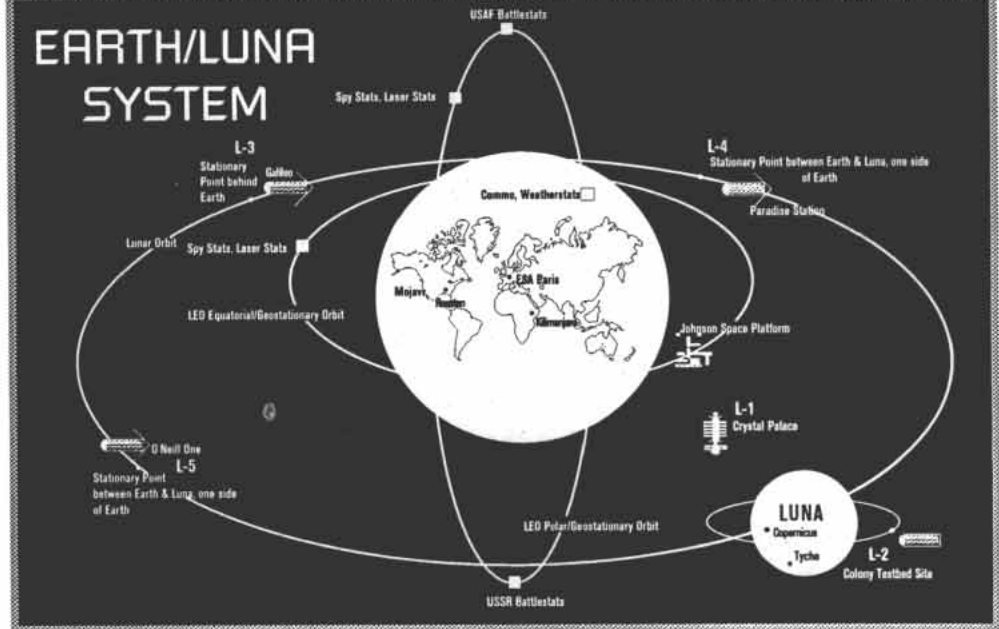 EARTH/LUNA
SYSTEM
USAF Battlestats
Spy Stats, Laser Stats
L-3
Stationary
Point behind
Earth
Galileo
L-4
Stationary Point between Earth & Luna, one side
of Earth
Paradise Station
Comms, Weatherstats
Lunar Orbit
Spy Stats, Laser Stats
ESA Paris
Houston
Kilimanjaro
LEO Equatorial/Geostationary Orbit
Johnson Space Platform
L-1
Crystal Palace
O'Neill One
L-5
Stationary Point
between Earth & Luna, one side
of Earth
LEO Polar/Geostationary Orbit
LUNA
Copernicus
Tycho
L-2
Colony Testbed Site
USSR Battlestats